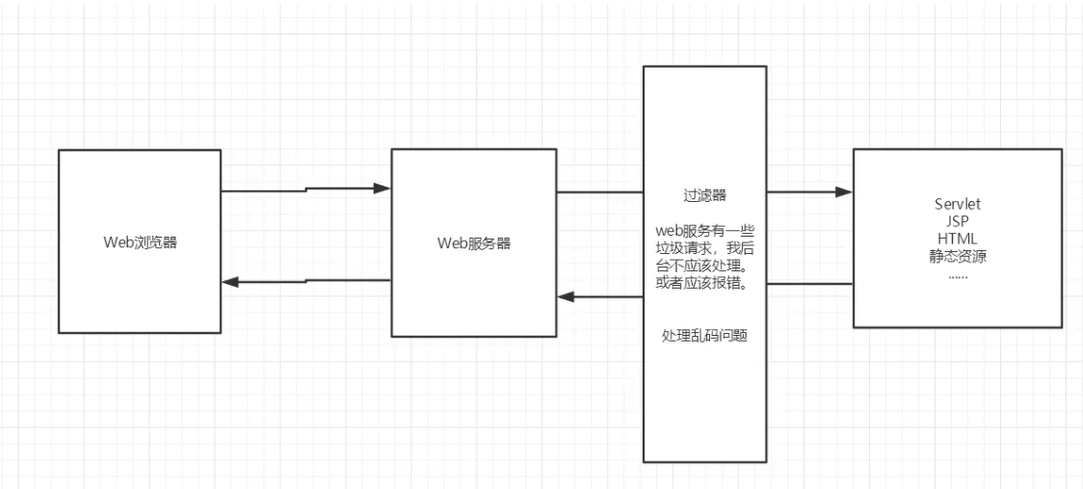 Web浏览器
Web服务器
过滤器
web服务有一些
垃圾请求，我后
台不应该处理。
或者应该报错。
处理乱码问题
Servlet
JSP
HTML
静态资源
......